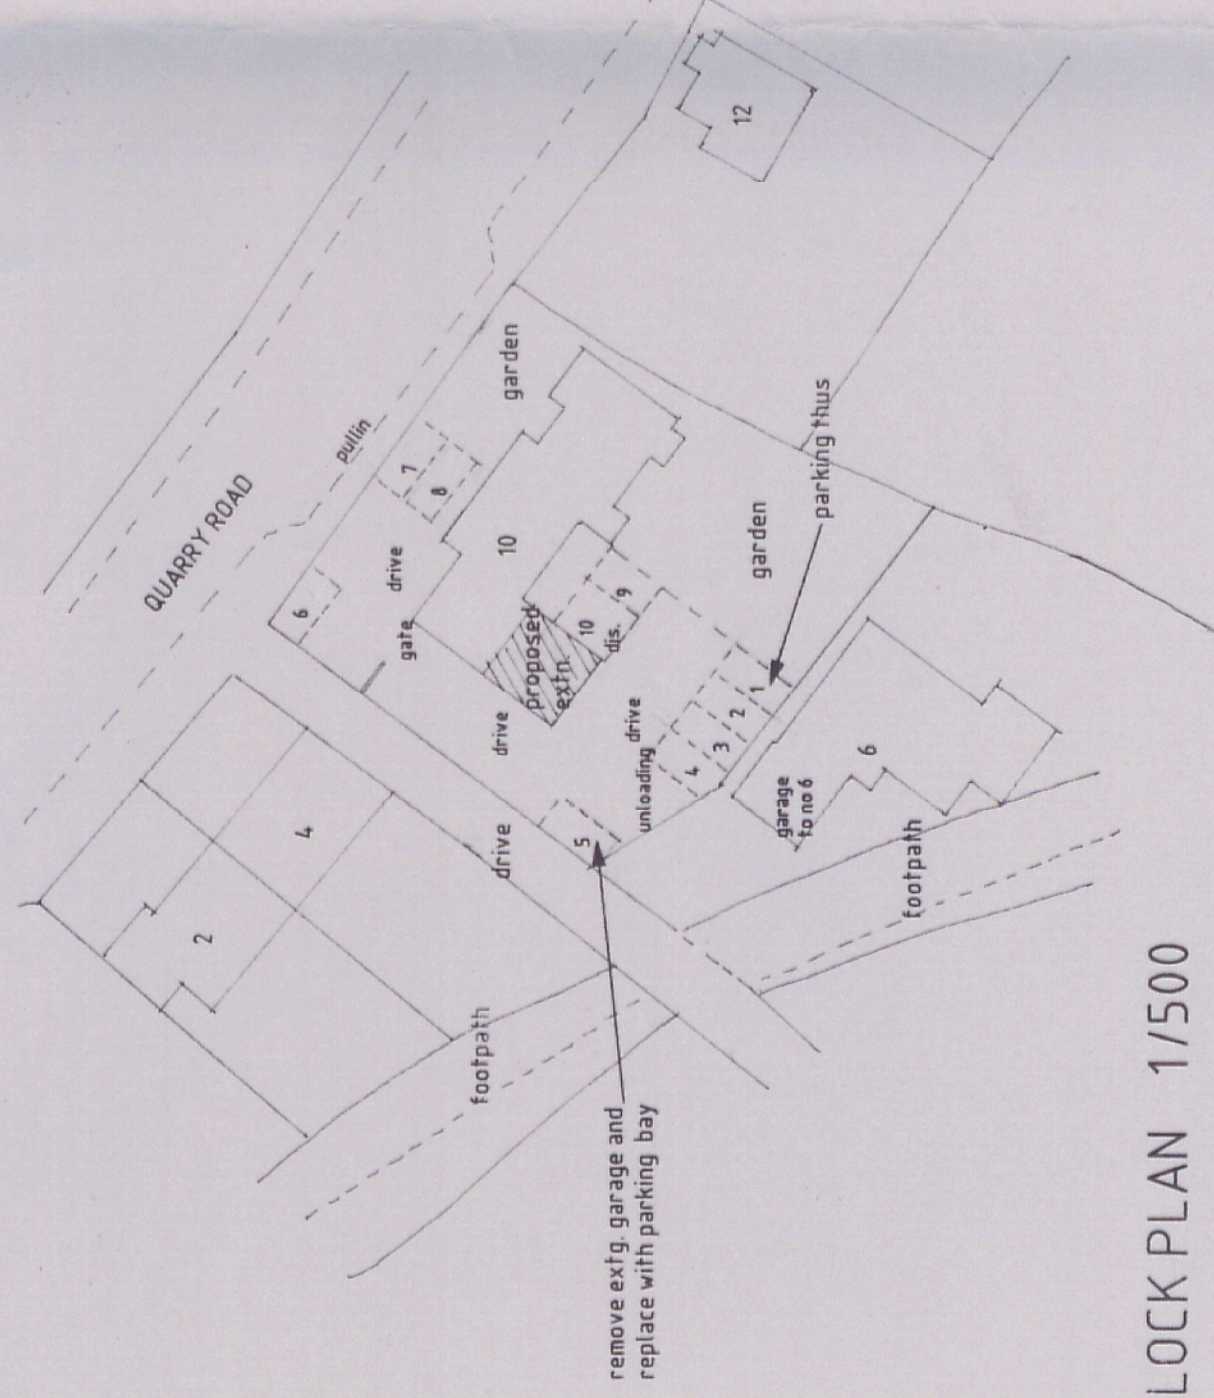 QUARRY ROAD
pullin
12
garden
7
8
6
drive
gate
10
proposed
extn.
10
dis.
9
garden
parking thus
drive
unloading
drive
1
2
3
4
5
6
garage
to no 6
footpath
drive
4
2
footpath
remove extg. garage and
replace with parking bay
LOCK PLAN 1/500